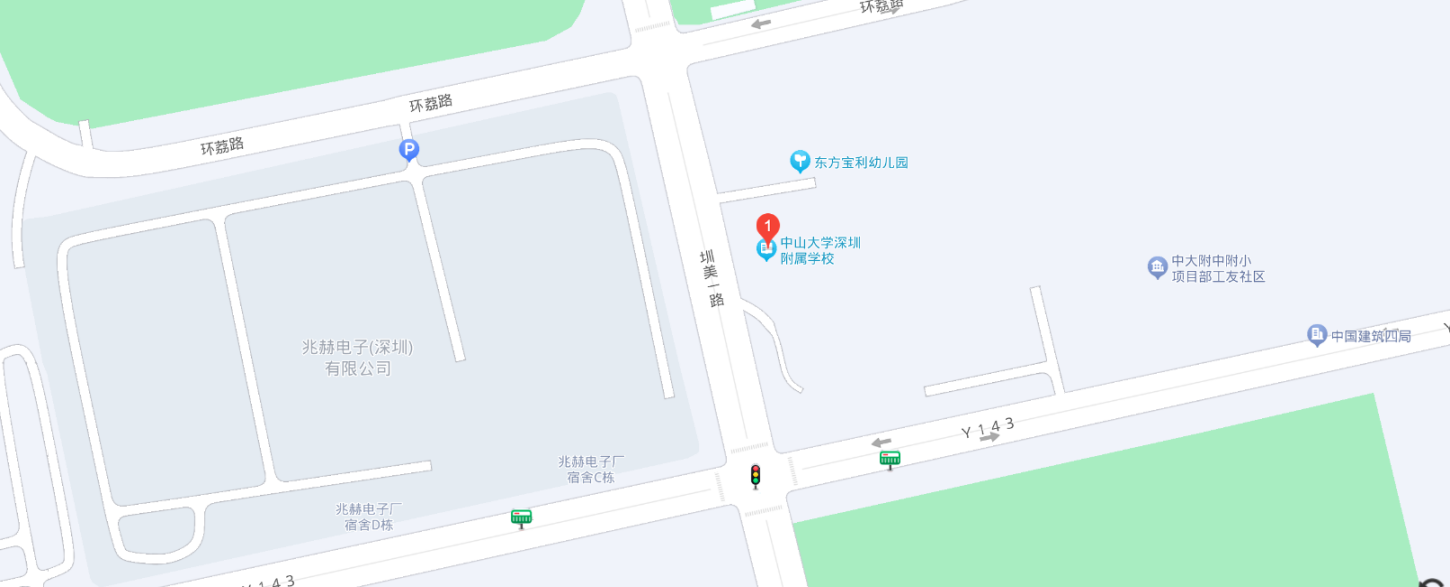 环荔路
环荔路
环荔路
P
东方宝利幼儿园
1
中山大学深圳
附属学校
圳美一路
中大附中附小
项目部工友社区
中国建筑四局
兆赫电子(深圳)
有限公司
Y143
兆赫电子厂
宿舍C栋
兆赫电子厂
宿舍D栋
Y143